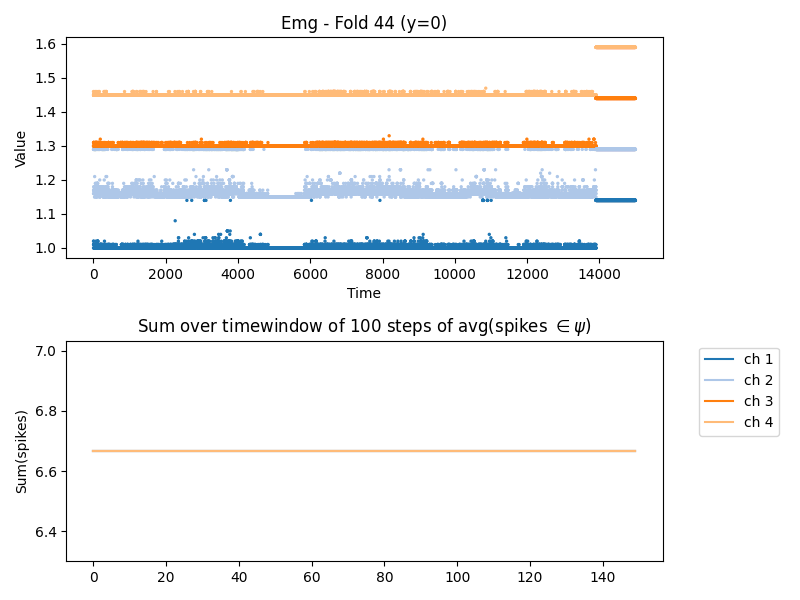 Emg - Fold 44 (y=0)
1.6
1.5
1.4
1.3
1.2
1.1
1.0
Value
0 2000 4000 6000 8000 10000 12000 14000
Time
Sum over timewindow of 100 steps of avg(spikes ∈ ψ)
7.0
6.8
6.6
6.4
Sum(spikes)
0 20 40 60 80 100 120 140
ch 1
ch 2
ch 3
ch 4